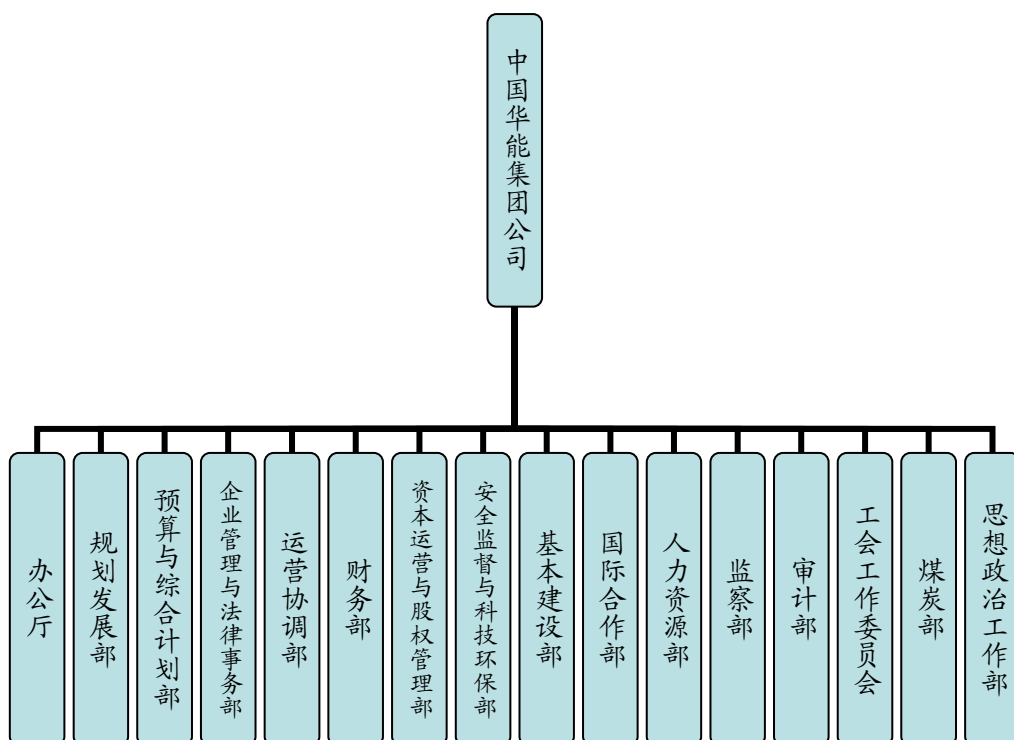 中国华能集团公司
办公厅
规划发展部
预算与综合计划部
企业管理与法律事务部
运营协调部
财务部
资本运营与股权管理部
安全监督与科技环保部
基本建设部
国际合作部
人力资源部
监察部
审计部
工会工作委员会
煤炭部
思想政治工作部